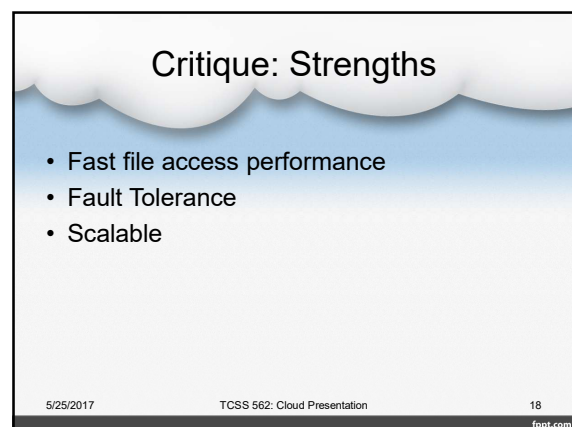 Critique: Strengths
• Fast file access performance
• Fault Tolerance
• Scalable
5/25/2017 TCSS 562: Cloud Presentation 18
fppt.com